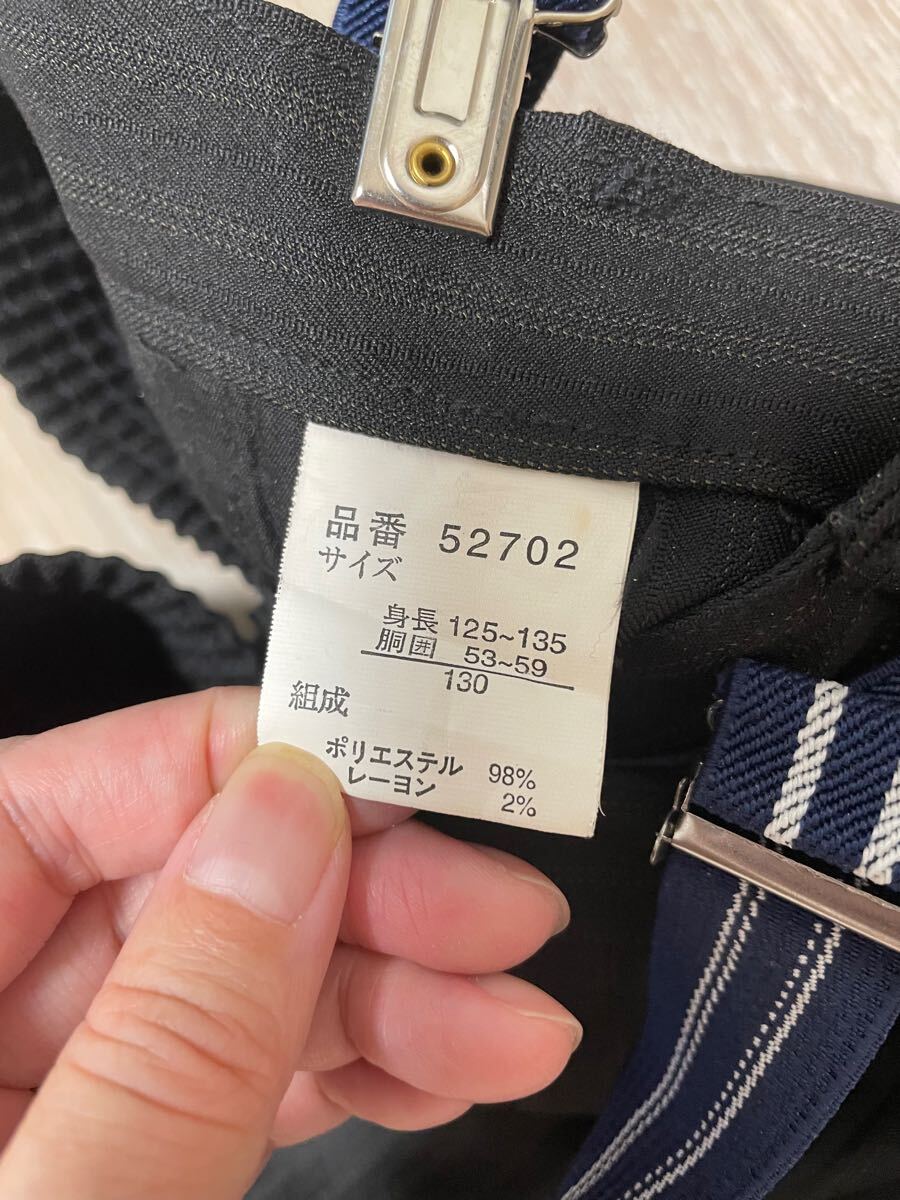 品番 52702
サイズ
身長 125~135
胴囲 53~59
130
組成
ポリエステル 98%
レーヨン 2%